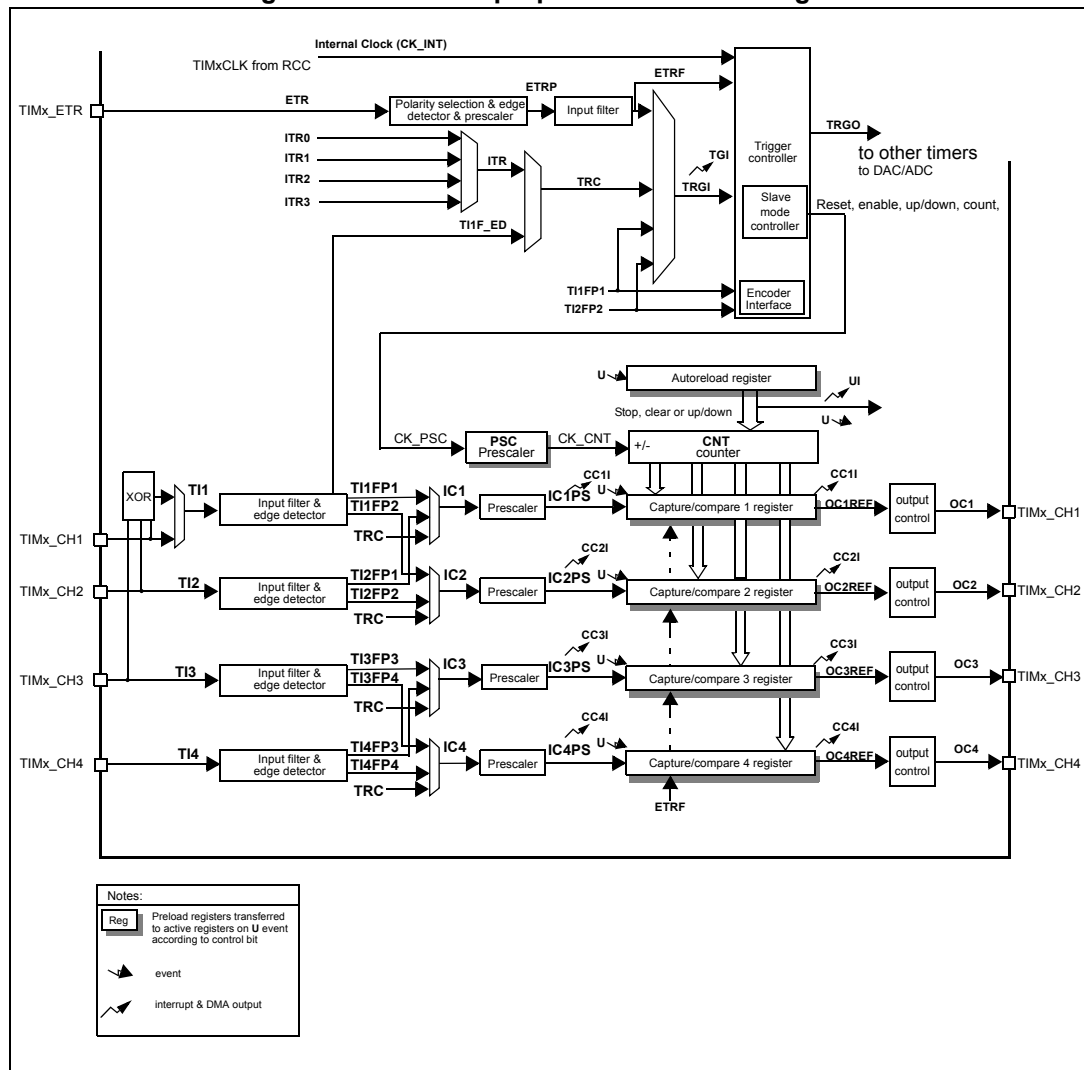 Internal Clock (CK_INT)
TIMxCLK from RCC
ETRF
ETRP
TIMx_ETR
ETR
Polarity selection & edge
detector & prescaler
Input filter
TRGO
ITR0
ITR1
ITR2
ITR3
ITR
TRC
TGI
TRGI
Trigger
controller
to other timers
to DAC/ADC
Slave
mode
controller
Reset, enable, up/down, count,
TI1F_ED
TI1FP1
TI2FP2
Encoder
Interface
U
Autoreload register
UI
Stop, clear or up/down
U
CK_PSC
PSC
Prescaler
CK_CNT
+/-
CNT
counter
XOR
TI1
Input filter &
edge detector
TI1FP1
TI1FP2
TRC
IC1
Prescaler
IC1PS
CC1I
U
Capture/compare 1 register
CC1I
OC1REF
output
control
OC1
TIMx_CH1
TIMx_CH1
TIMx_CH2
TI2
Input filter &
edge detector
TI2FP1
TI2FP2
TRC
IC2
Prescaler
IC2PS
CC2I
U
Capture/compare 2 register
CC2I
OC2REF
output
control
OC2
TIMx_CH2
TIMx_CH3
TI3
Input filter &
edge detector
TI3FP3
TI3FP4
TRC
IC3
Prescaler
IC3PS
CC3I
U
Capture/compare 3 register
CC3I
OC3REF
output
control
OC3
TIMx_CH3
TIMx_CH4
TI4
Input filter &
edge detector
TI4FP3
TI4FP4
TRC
IC4
Prescaler
IC4PS
CC4I
U
Capture/compare 4 register
CC4I
OC4REF
output
control
OC4
TIMx_CH4
ETRF
Notes:
Reg
Preload registers transferred
to active registers on U event
according to control bit
event
interrupt & DMA output